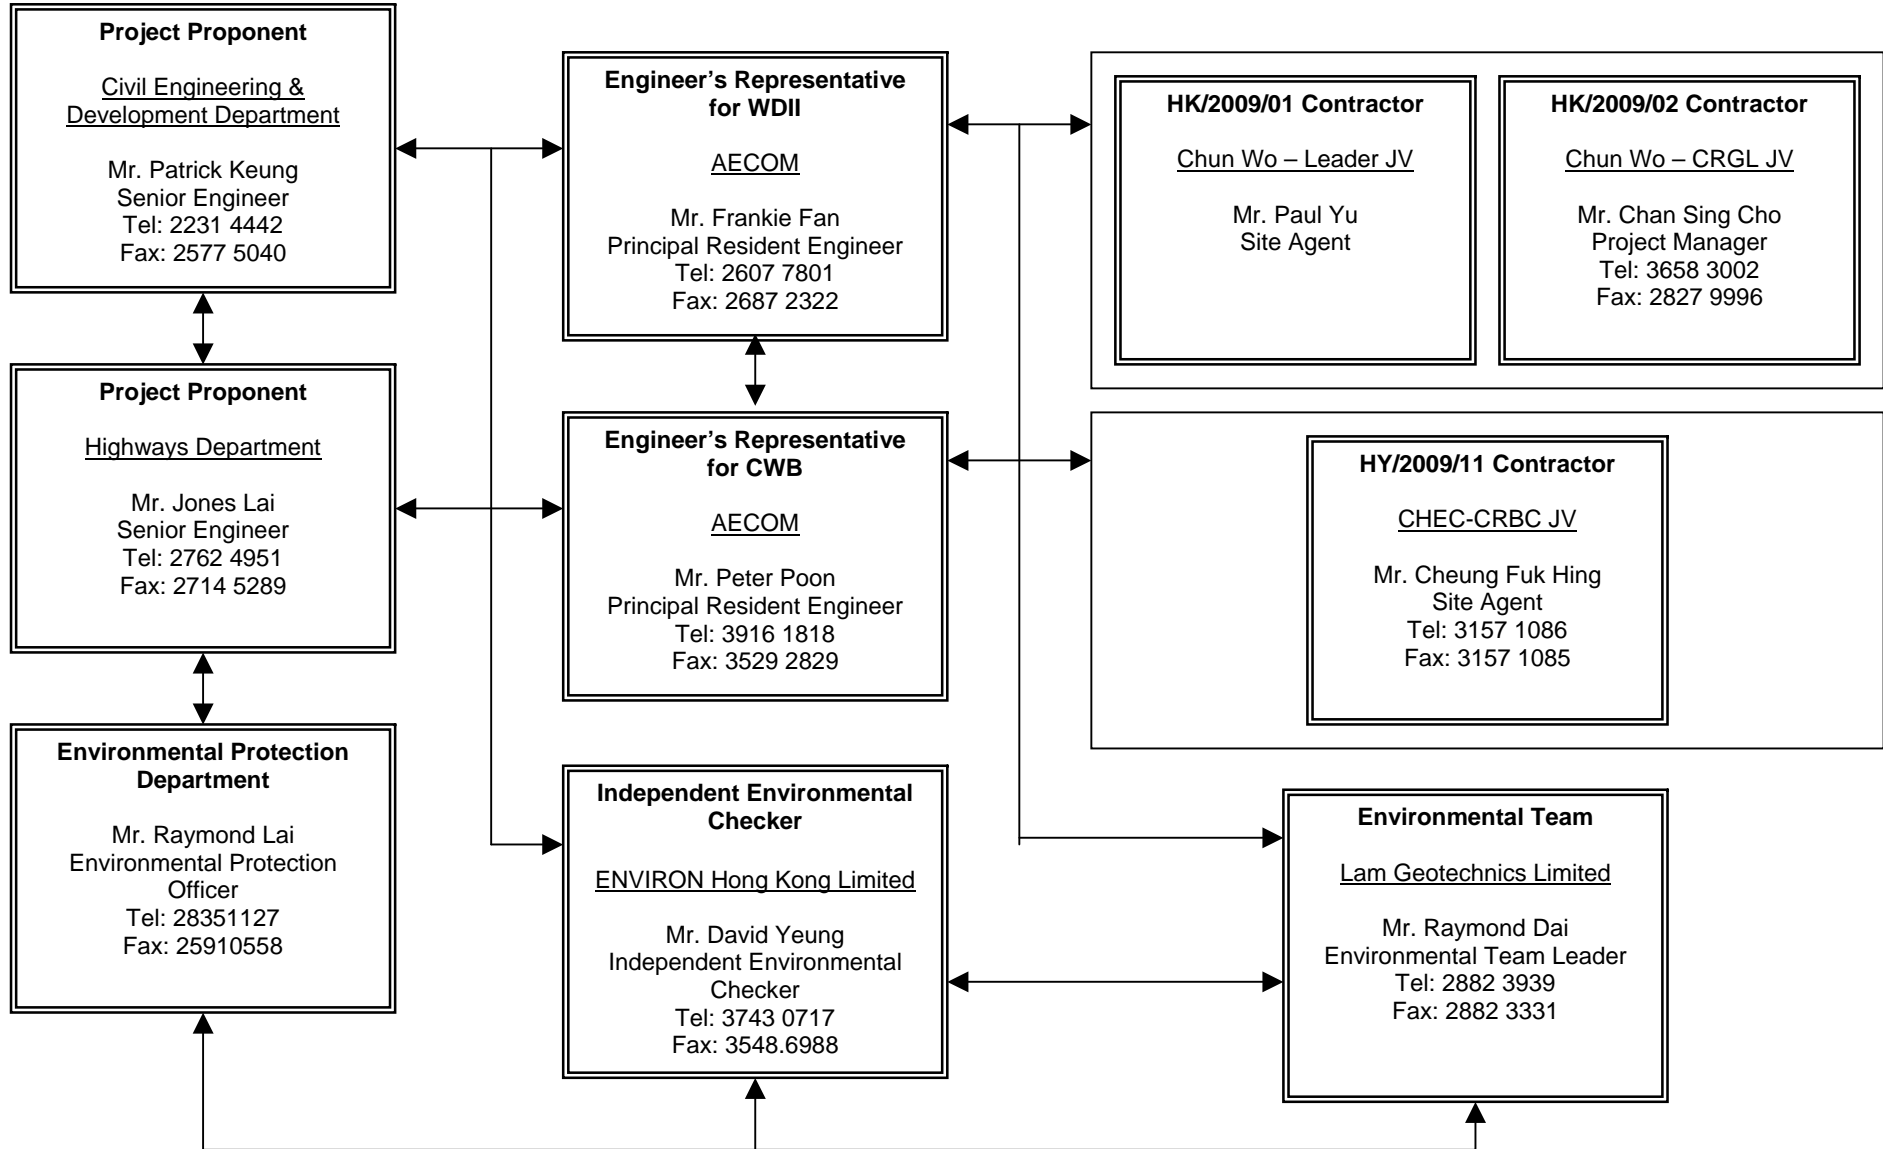 Project Proponent
Civil Engineering &
Development Department
Mr. Patrick Keung
Senior Engineer
Tel: 2231 4442
Fax: 2577 5040
Engineer’s Representative
for WDII
AECOM
Mr. Frankie Fan
Principal Resident Engineer
Tel: 2607 7801
Fax: 2687 2322
HK/2009/01 Contractor
Chun Wo – Leader JV
Mr. Paul Yu
Site Agent
HK/2009/02 Contractor
Chun Wo – CRGL JV
Mr. Chan Sing Cho
Project Manager
Tel: 3658 3002
Fax: 2827 9996
Project Proponent
Highways Department
Mr. Jones Lai
Senior Engineer
Tel: 2762 4951
Fax: 2714 5289
Engineer’s Representative
for CWB
AECOM
Mr. Peter Poon
Principal Resident Engineer
Tel: 3916 1818
Fax: 3529 2829
HY/2009/11 Contractor
CHEC-CRBC JV
Mr. Cheung Fuk Hing
Site Agent
Tel: 3157 1086
Fax: 3157 1085
Environmental Protection
Department
Mr. Raymond Lai
Environmental Protection
Officer
Tel: 28351127
Fax: 25910558
Independent Environmental
Checker
ENVIRON Hong Kong Limited
Mr. David Yeung
Independent Environmental
Checker
Tel: 3743 0717
Fax: 3548.6988
Environmental Team
Lam Geotechnics Limited
Mr. Raymond Dai
Environmental Team Leader
Tel: 2882 3939
Fax: 2882 3331